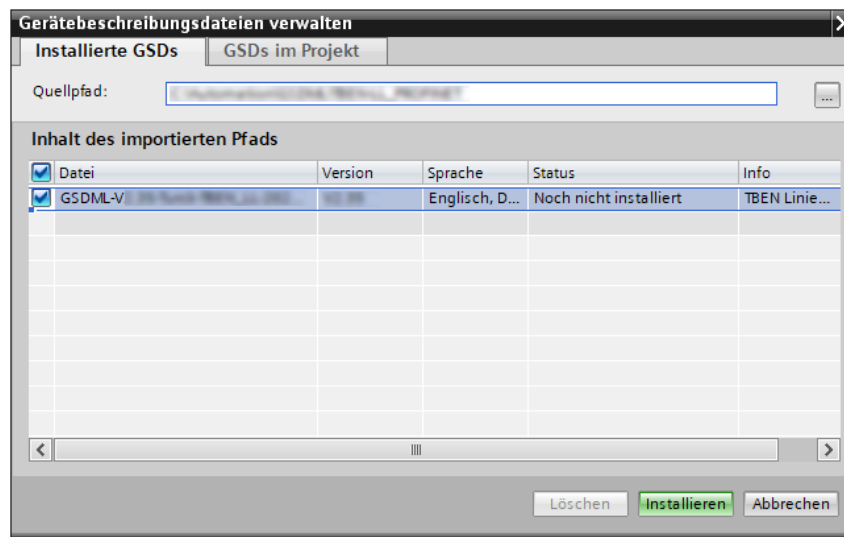 Gerätebeschreibungsdateien verwalten
Installierte GSDs GSDs im Projekt
Quellpfad:
...
Inhalt des importierten Pfads
Datei Version Sprache Status Info
GSDML-V Englisch, D... Noch nicht installiert TBEN Linie...
Löschen Installieren Abbrechen